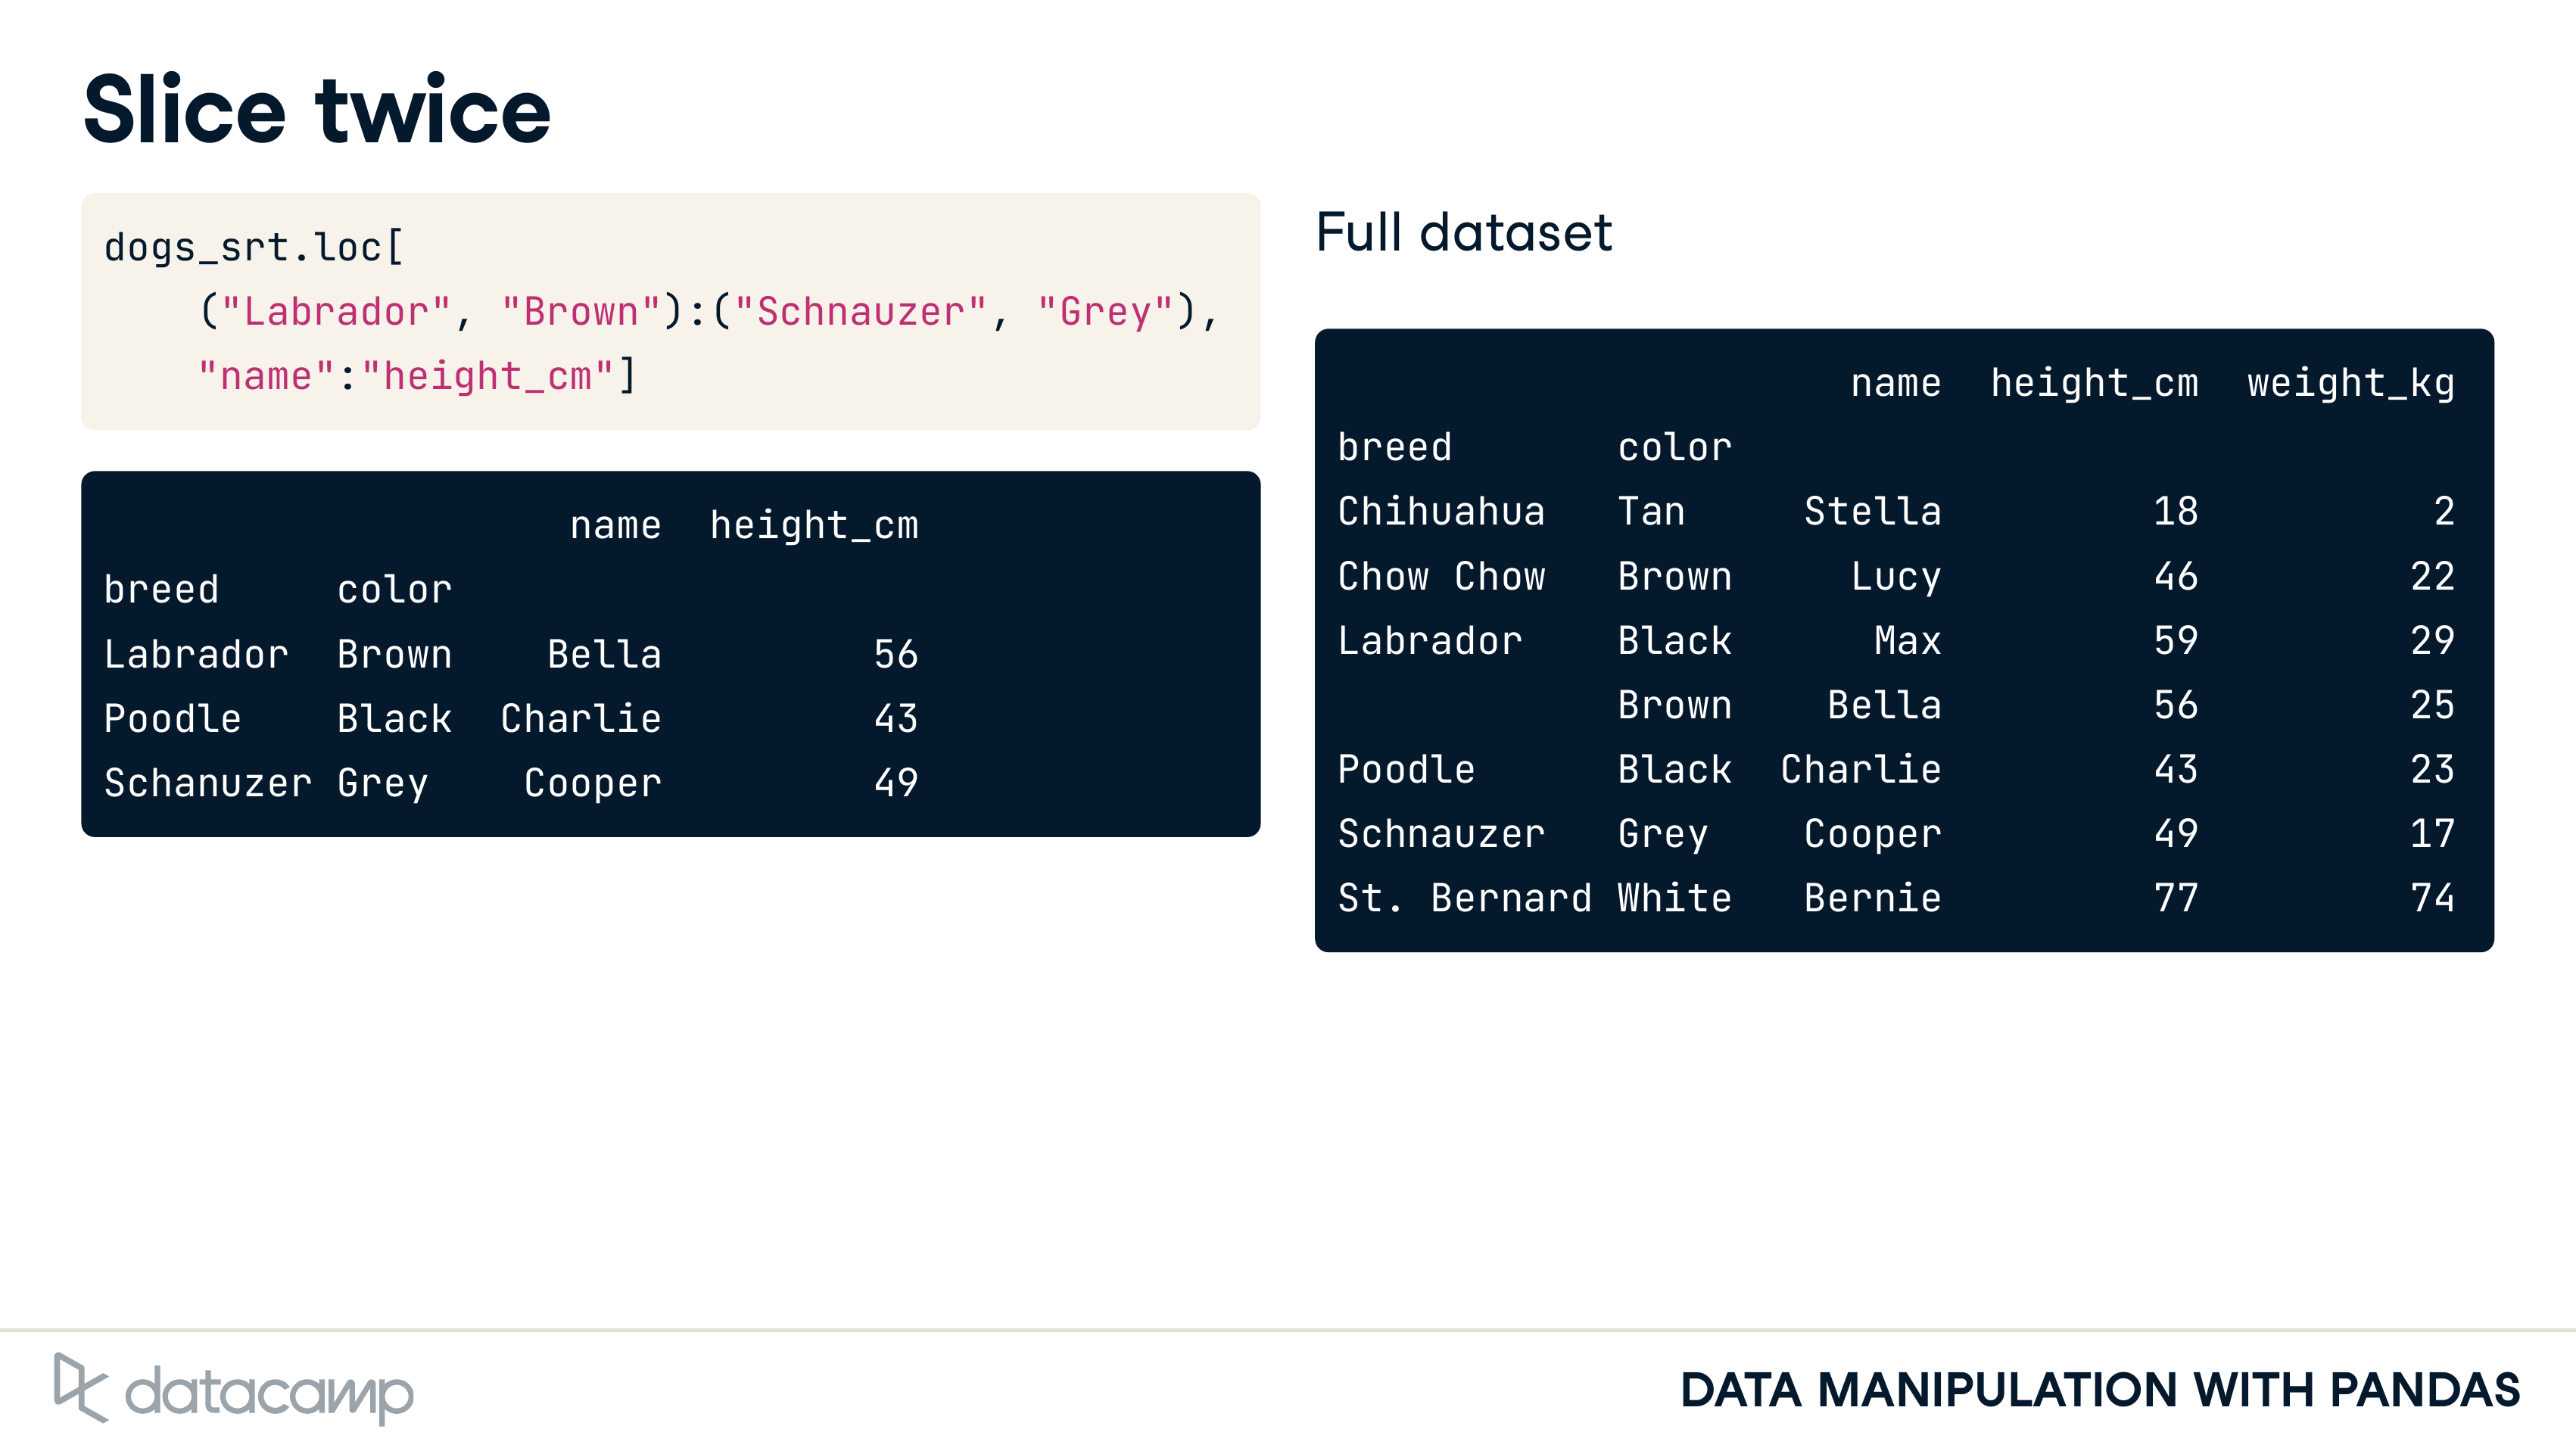 Slice twice
dogs_srt.loc[
    ("Labrador", "Brown"):("Schnauzer", "Grey"),
    "name":"height_cm"]
                    name  height_cm
breed     color
Labrador  Brown    Bella         56
Poodle    Black  Charlie         43
Schanuzer Grey    Cooper         49
Full dataset
                      name  height_cm  weight_kg
breed       color
Chihuahua   Tan     Stella         18          2
Chow Chow   Brown     Lucy         46         22
Labrador    Black      Max         59         29
            Brown    Bella         56         25
Poodle      Black  Charlie         43         23
Schnauzer   Grey    Cooper         49         17
St. Bernard White   Bernie         77         74
datacamp
DATA MANIPULATION WITH PANDAS